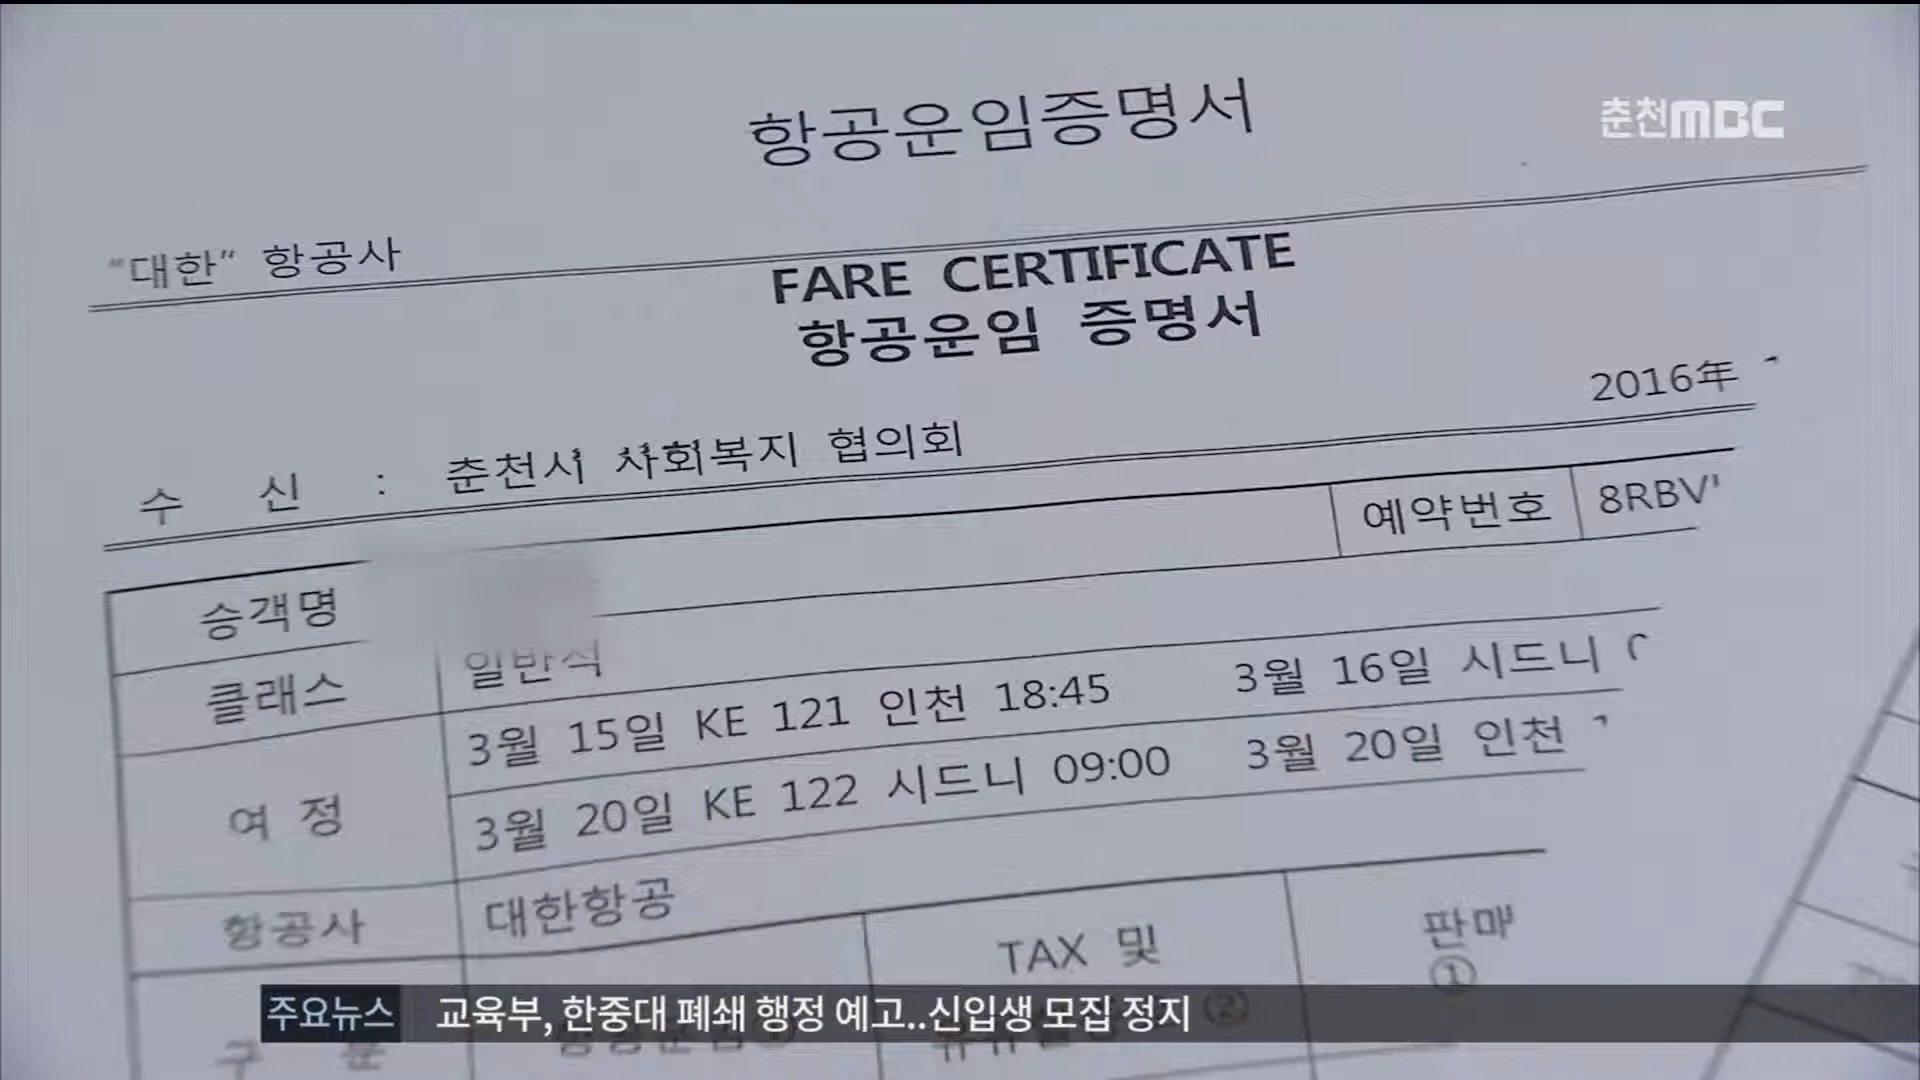 항공운임증명서
춘천MBC
"대한" 항공사
FARE CERTIFICATE
항공운임 증명서
2016年
수 신 : 춘천시 사회복지 협의회
예약번호 8RBV
승객명
클래스 일반석
여 정
3월 15일 KE 121 인천 18:45 3월 16일 시드니
3월 20일 KE 122 시드니 09:00 3월 20일 인천
항공사 대한항공
구 분
TAX 및
②
판매
①
주요뉴스 교육부, 한중대 폐쇄 행정 예고..신입생 모집 정지